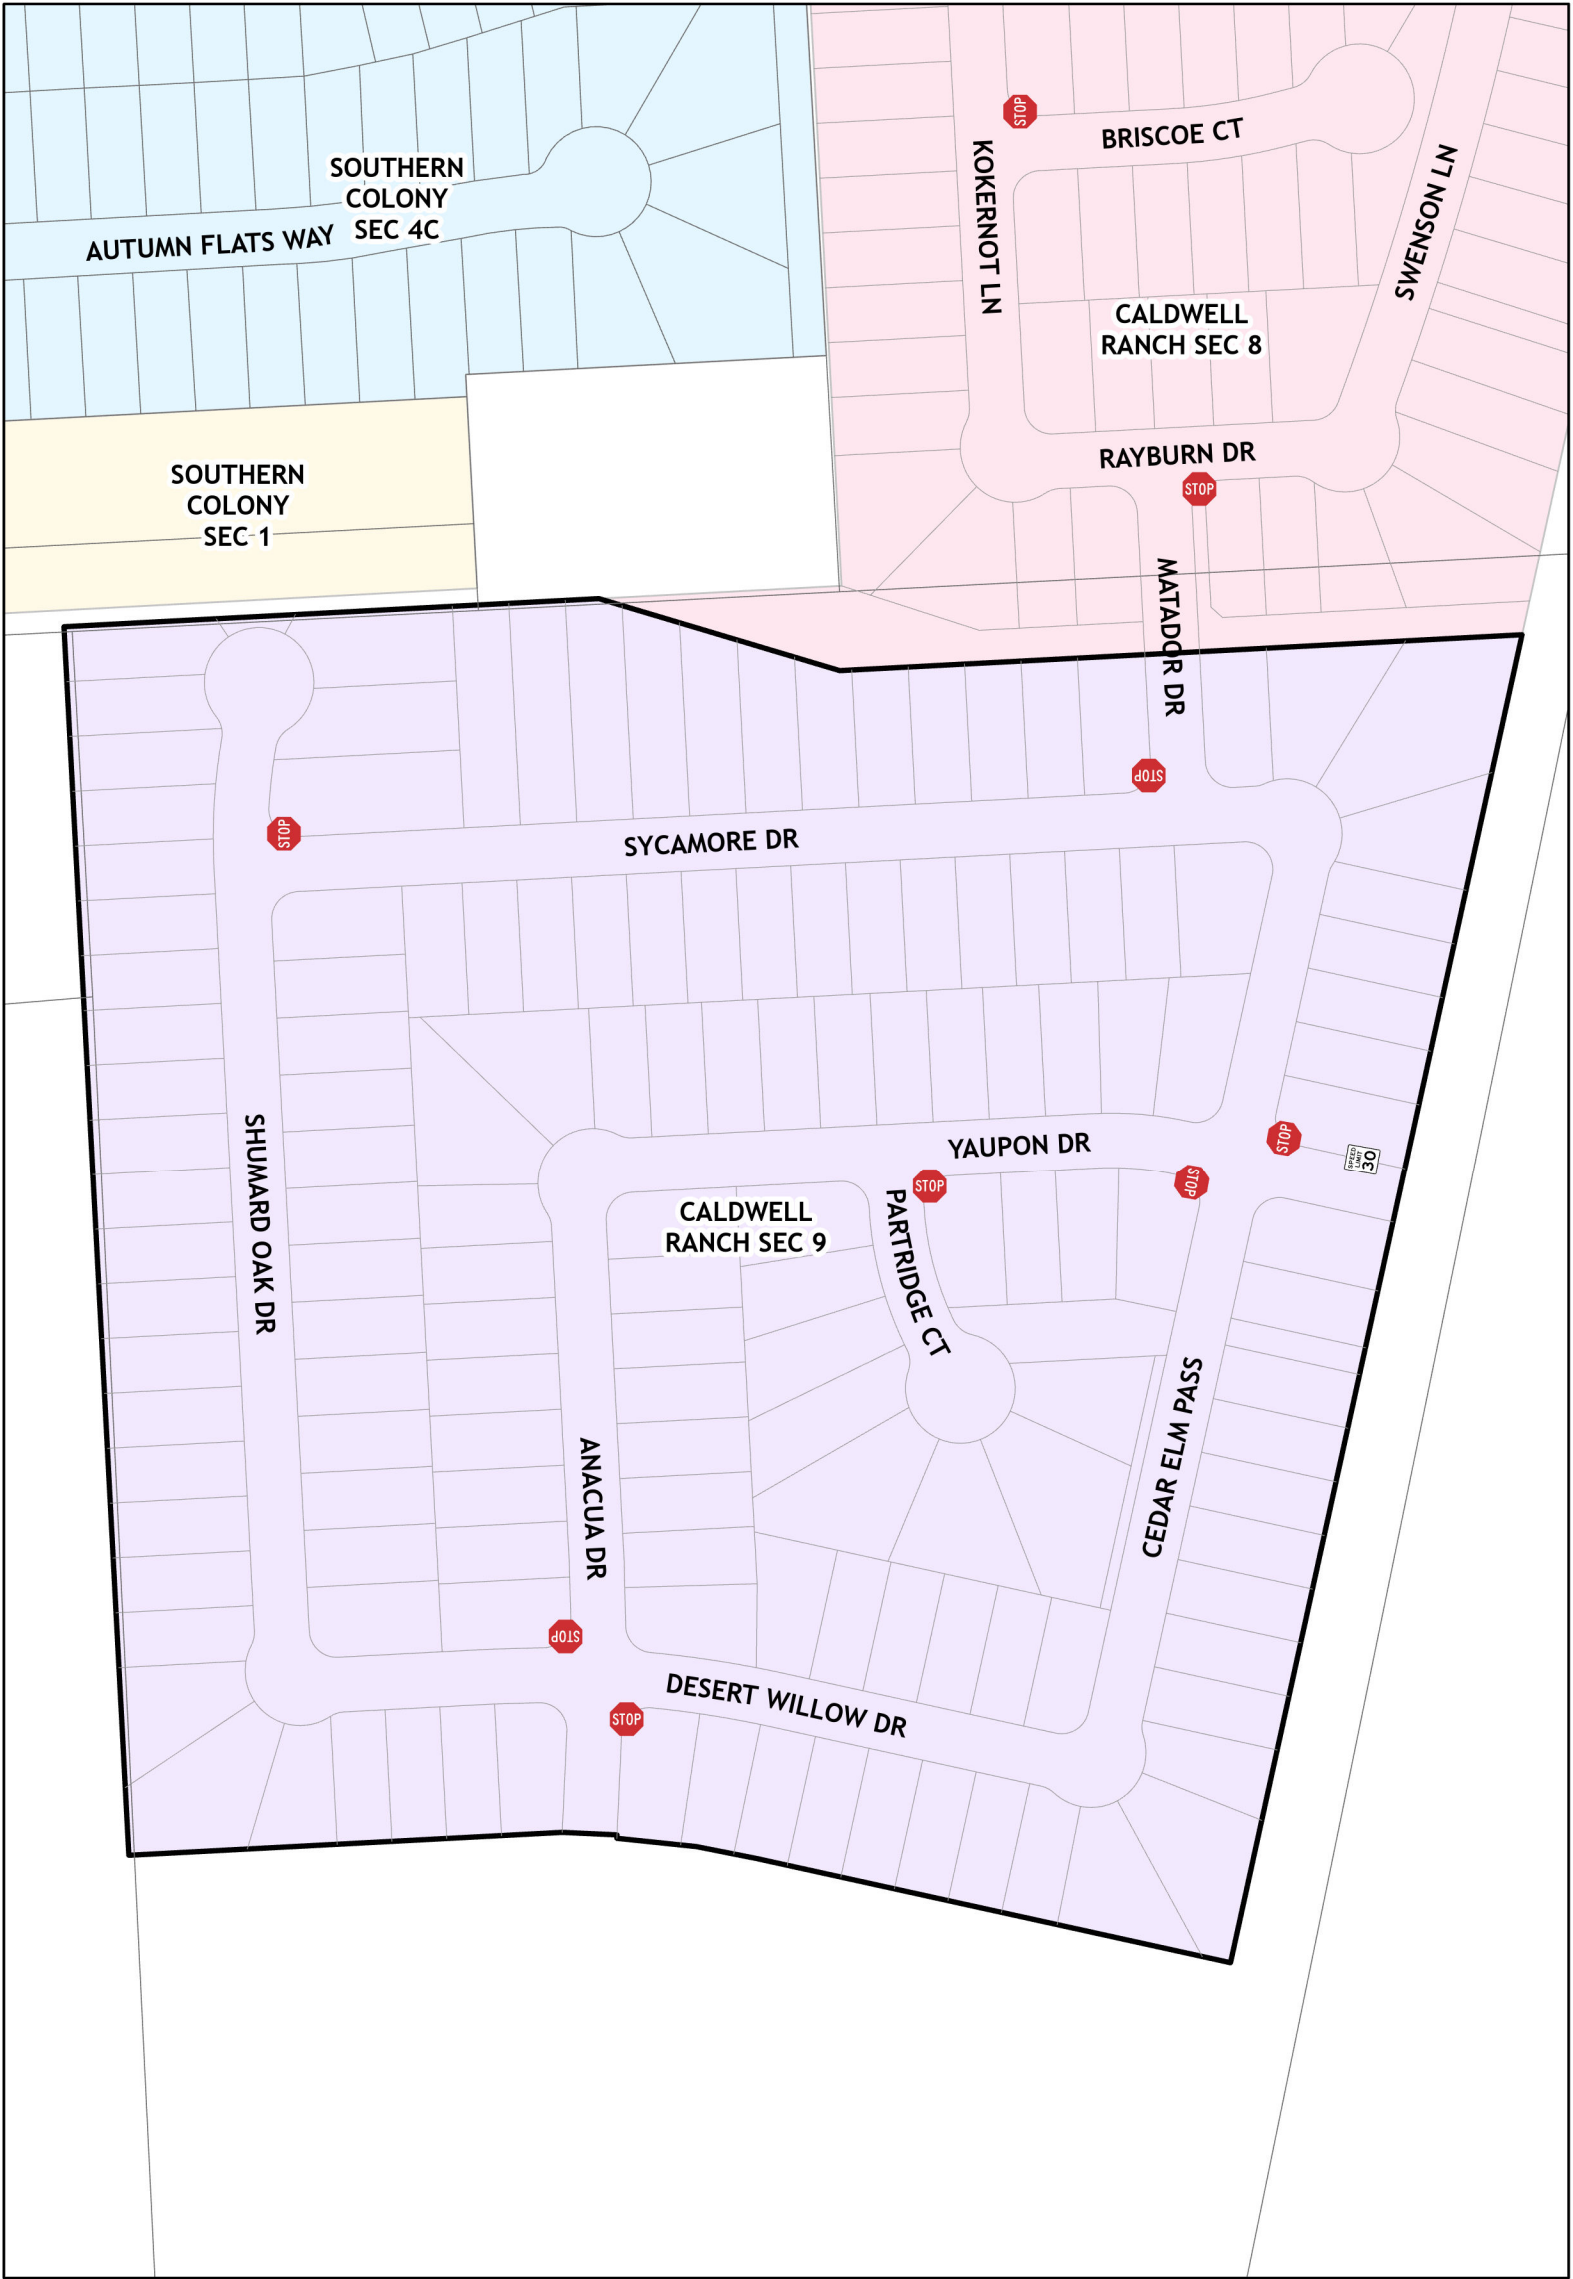 STOP
BRISCOE CT
KOKERNOT LN
SWENSON LN
SOUTHERN
COLONY
SEC 4C
AUTUMN FLATS WAY
CALDWELL
RANCH SEC 8
RAYBURN DR
STOP
SOUTHERN
COLONY
SEC 1
MATADOR DR
STOP
STOP
SYCAMORE DR
SHUMARD OAK DR
YAUPON DR
STOP
SPEED
LIMIT
30
STOP
STOP
PARTRIDGE CT
CALDWELL
RANCH SEC 9
CEDAR ELM PASS
ANACUA DR
STOP
DESERT WILLOW DR
STOP